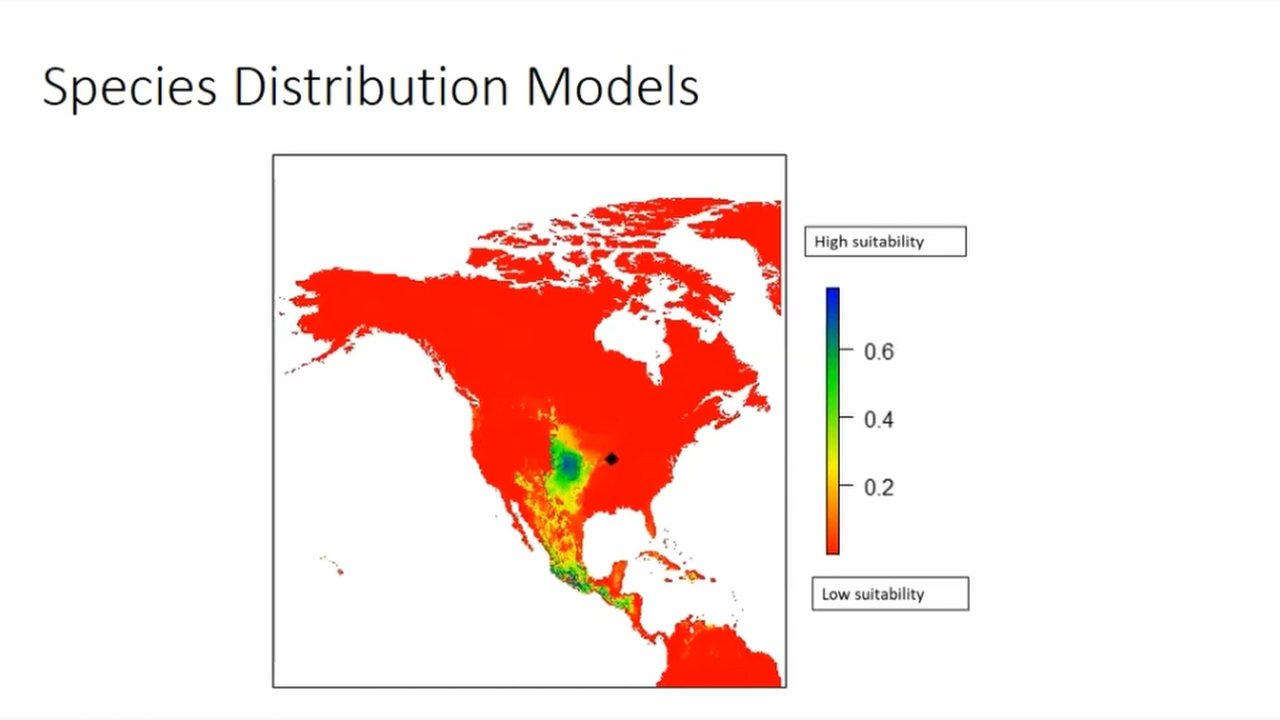 Species Distribution Models
High suitability
0.6
0.4
0.2
Low suitability